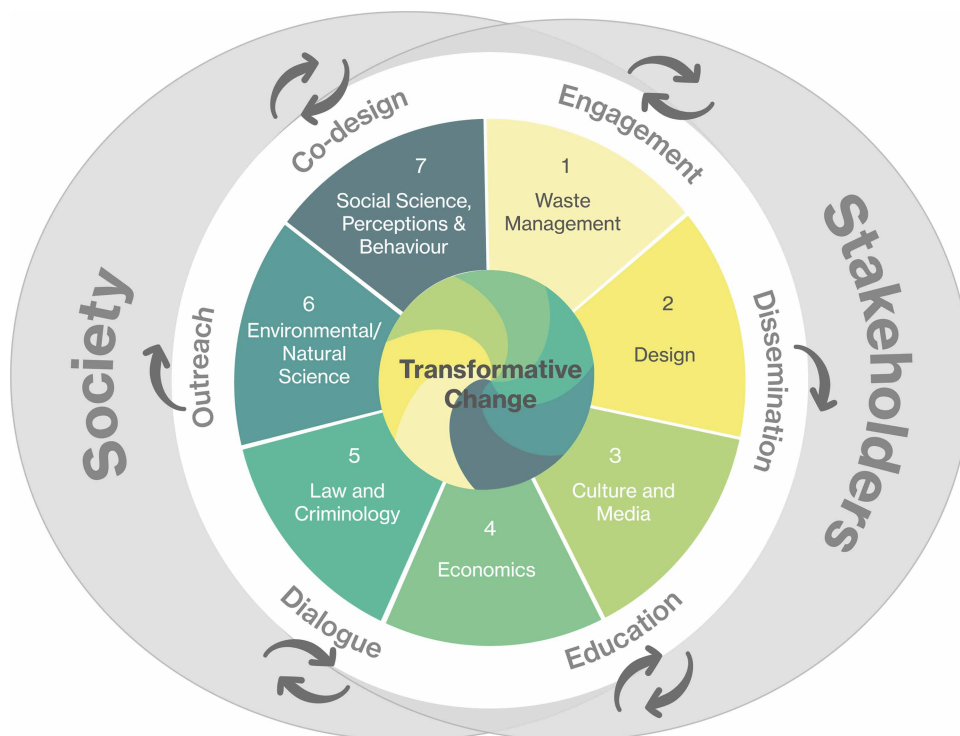 Co-design
Engagement
Society
Stakeholders
Outreach
Dissemination
Dialogue
Education
1
Waste
Management
2
Design
3
Culture and
Media
4
Economics
5
Law and
Criminology
6
Environmental/
Natural
Science
7
Social Science,
Perceptions &
Behaviour
Transformative
Change